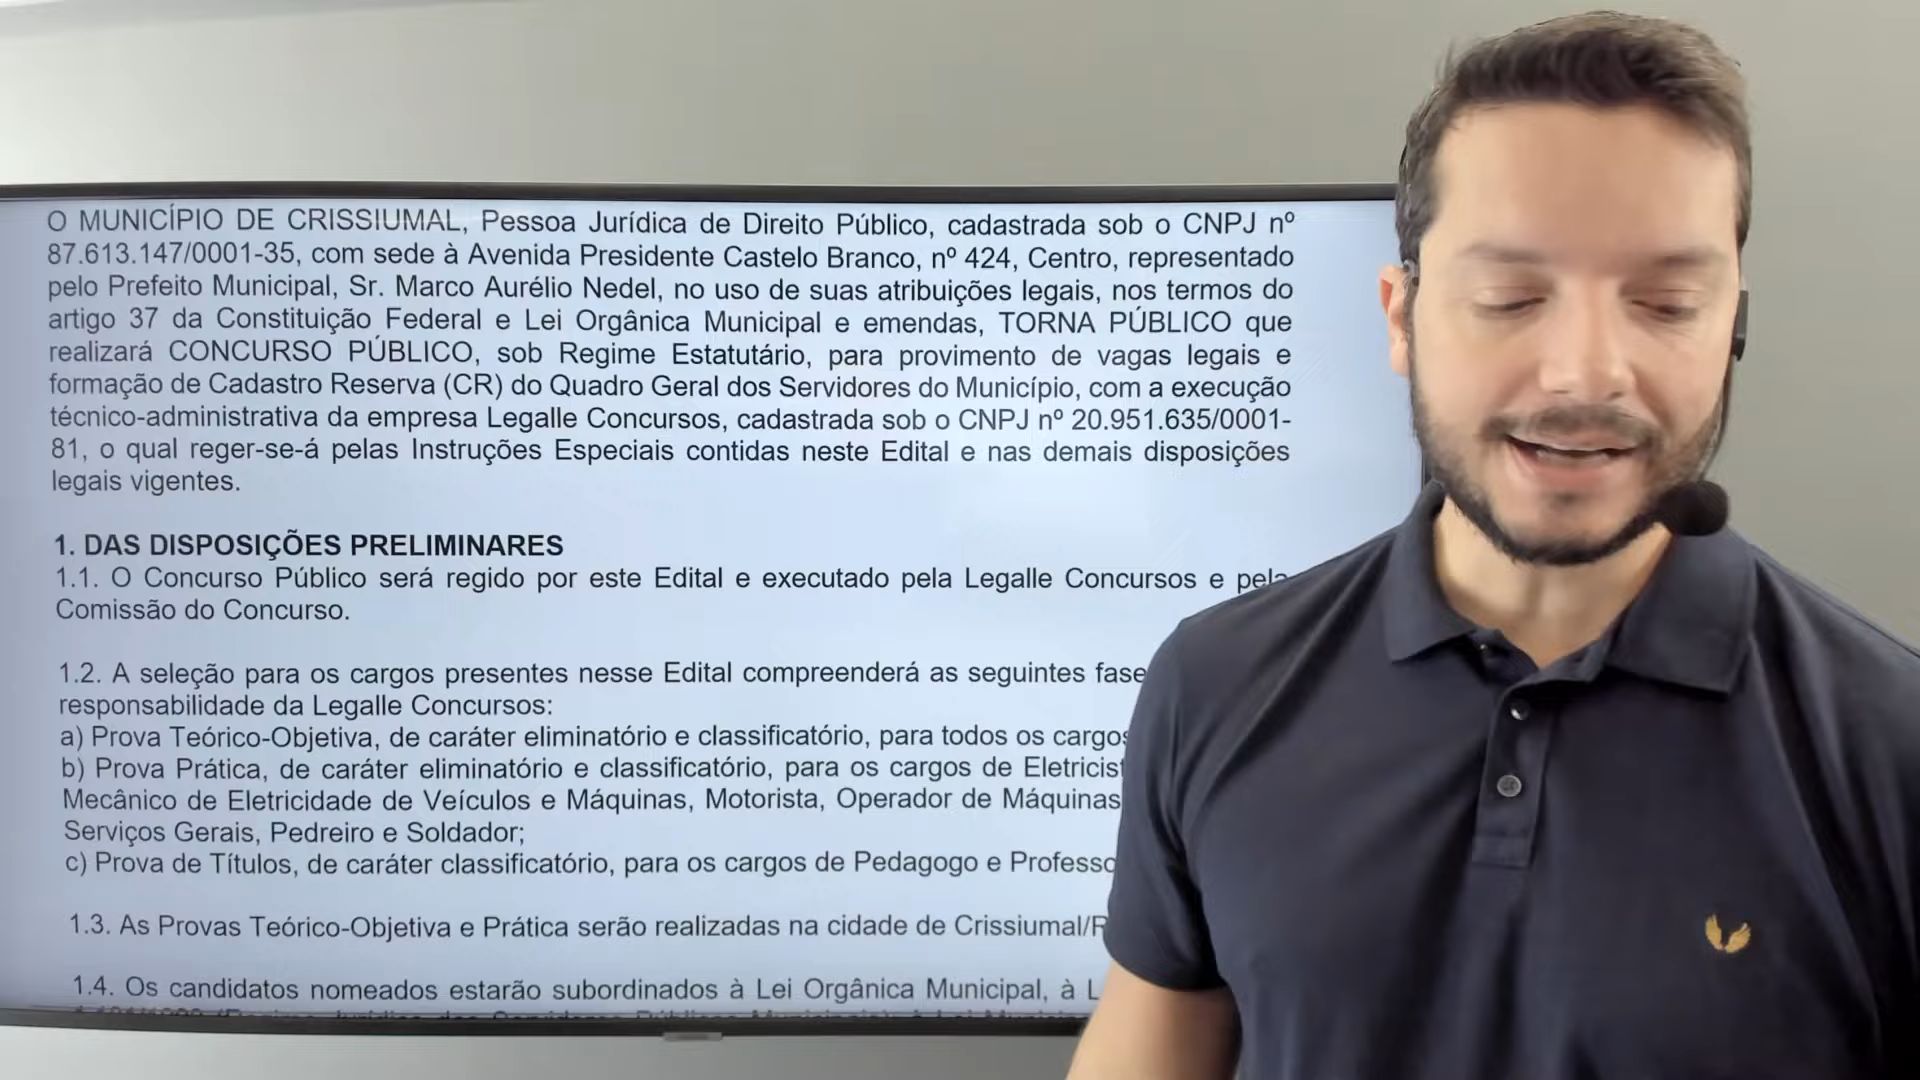 O MUNICÍPIO DE CRISSIUMAL, Pessoa Jurídica de Direito Público, cadastrada sob o CNPJ nº
87.613.147/0001-35, com sede à Avenida Presidente Castelo Branco, nº 424, Centro, representado
pelo Prefeito Municipal, Sr. Marco Aurélio Nedel, no uso de suas atribuições legais, nos termos do
artigo 37 da Constituição Federal e Lei Orgânica Municipal e emendas, TORNA PÚBLICO que
realizará CONCURSO PÚBLICO, sob Regime Estatutário, para provimento de vagas legais e
formação de Cadastro Reserva (CR) do Quadro Geral dos Servidores do Município, com a execução
técnico-administrativa da empresa Legalle Concursos, cadastrada sob o CNPJ nº 20.951.635/0001-
81, o qual reger-se-á pelas Instruções Especiais contidas neste Edital e nas demais disposições
legais vigentes.
1. DAS DISPOSIÇÕES PRELIMINARES
1.1. O Concurso Público será regido por este Edital e executado pela Legalle Concursos e pela
Comissão do Concurso.
1.2. A seleção para os cargos presentes nesse Edital compreenderá as seguintes fase
responsabilidade da Legalle Concursos:
a) Prova Teórico-Objetiva, de caráter eliminatório e classificatório, para todos os cargos
b) Prova Prática, de caráter eliminatório e classificatório, para os cargos de Eletricist
Mecânico de Eletricidade de Veículos e Máquinas, Motorista, Operador de Máquinas
Serviços Gerais, Pedreiro e Soldador;
c) Prova de Títulos, de caráter classificatório, para os cargos de Pedagogo e Professo
1.3. As Provas Teórico-Objetiva e Prática serão realizadas na cidade de Crissiumal/R
1.4. Os candidatos nomeados estarão subordinados à Lei Orgânica Municipal, à L